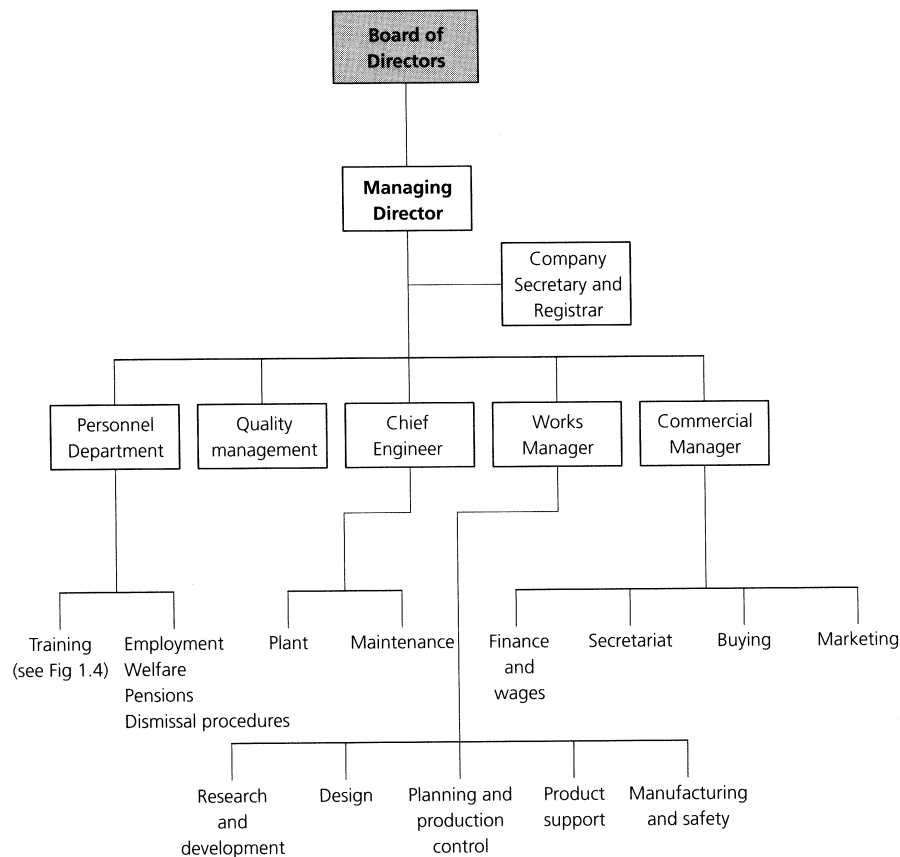 Board of
Directors
Managing
Director
Company
Secretary and
Registrar
Personnel
Department
Quality
management
Chief
Engineer
Works
Manager
Commercial
Manager
Training
(see Fig 1.4)
Employment
Welfare
Pensions
Dismissal procedures
Plant
Maintenance
Finance
and
wages
Secretariat
Buying
Marketing
Research
and
development
Design
Planning and
production
control
Product
support
Manufacturing
and safety